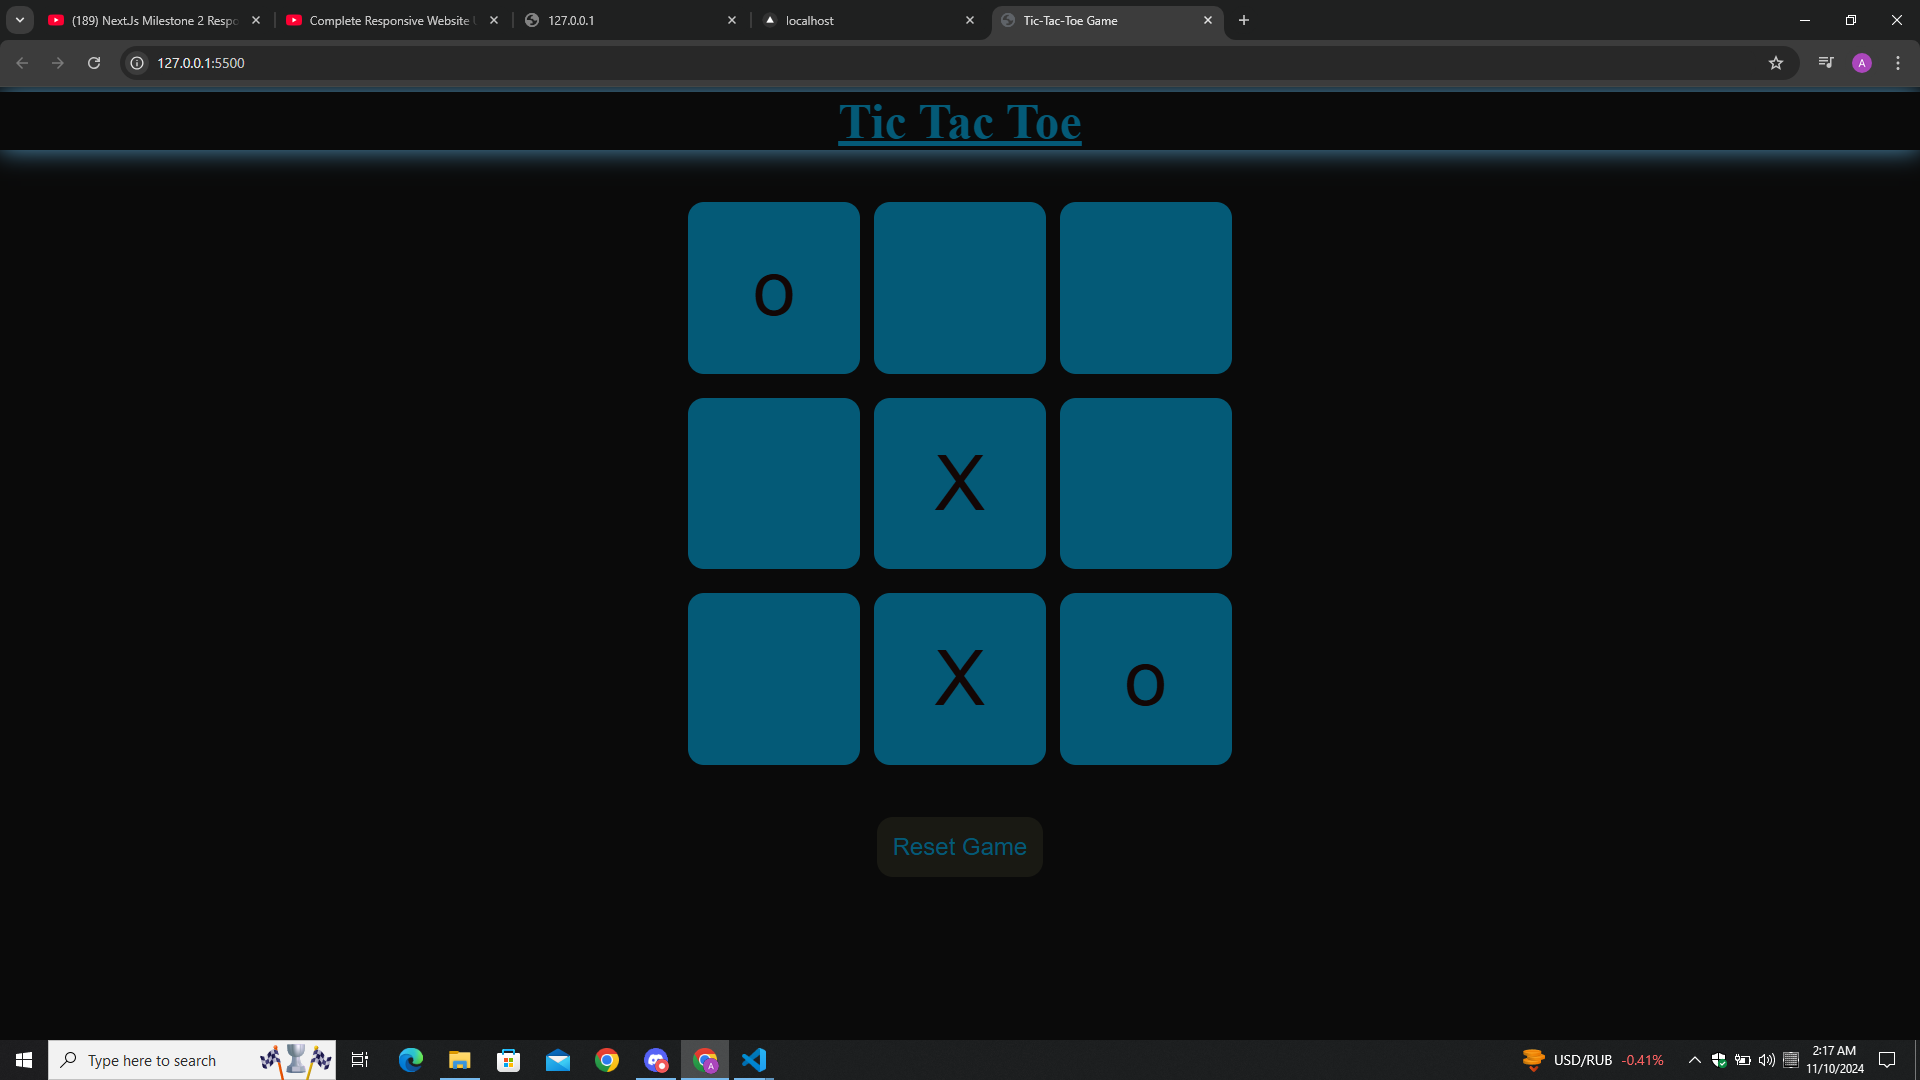 (189) NextJs Milestone 2 Respo
Complete Responsive Website
127.0.0.1
localhost
Tic-Tac-Toe Game
127.0.0.1:5500
A
Tic Tac Toe
o
X
X o
Reset Game
Type here to search
A
USD/RUB -0.41%
2:17 AM
11/10/2024